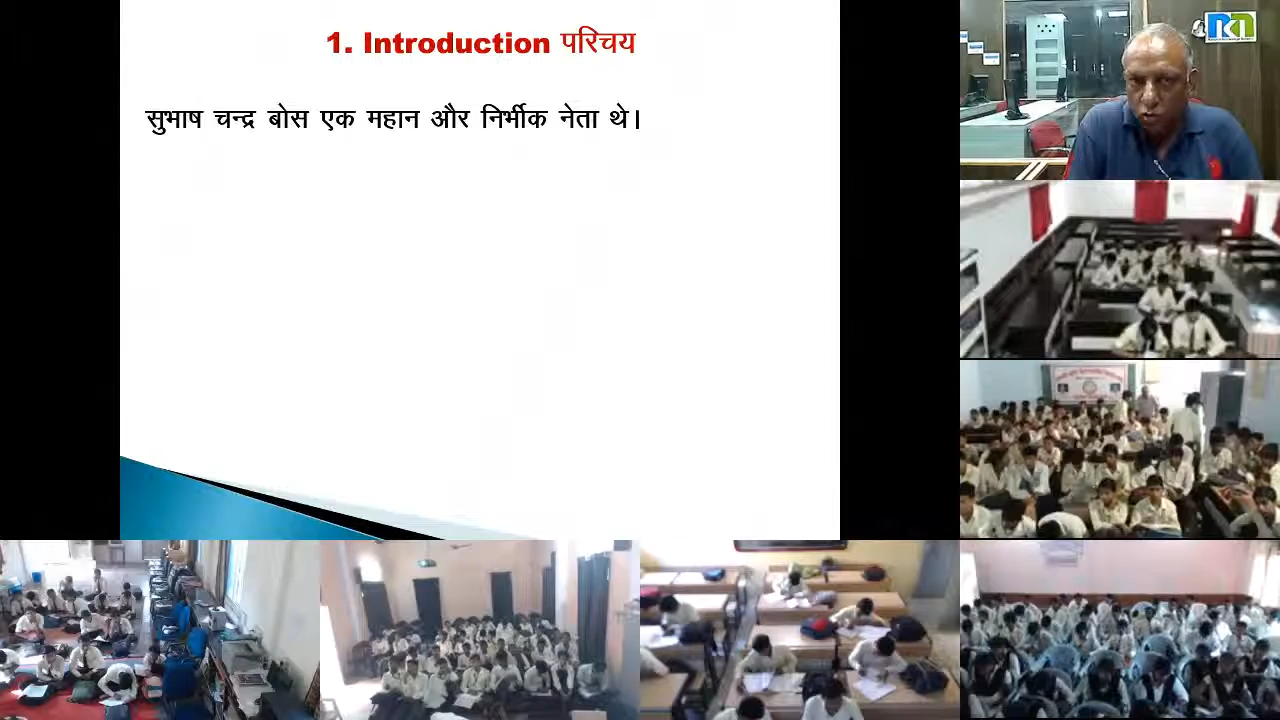 1. Introduction परिचय
सुभाष चन्द्र बोस एक महान और निर्भीक नेता थे।